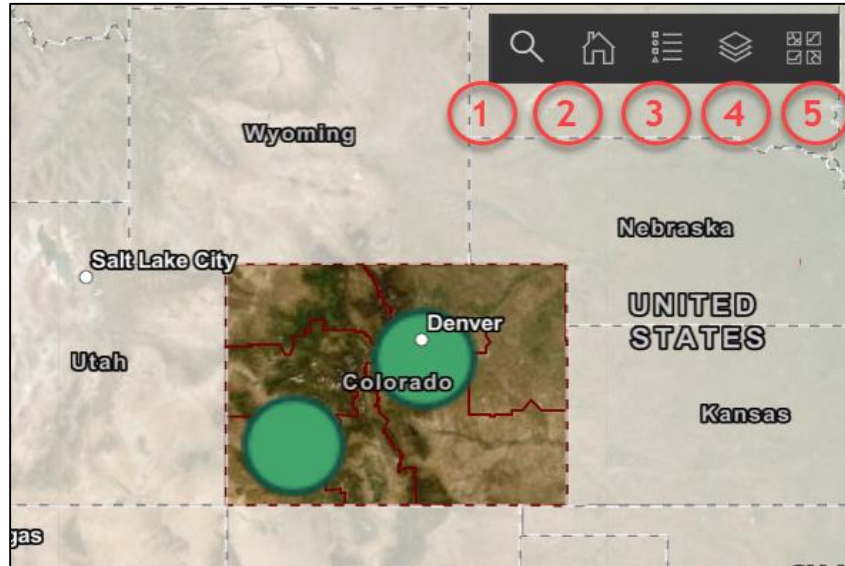 1 2 3 4 5
Wyoming
Nebraska
Salt Lake City
UNITED
STATES
Denver
Utah
Colorado
Kansas
gas